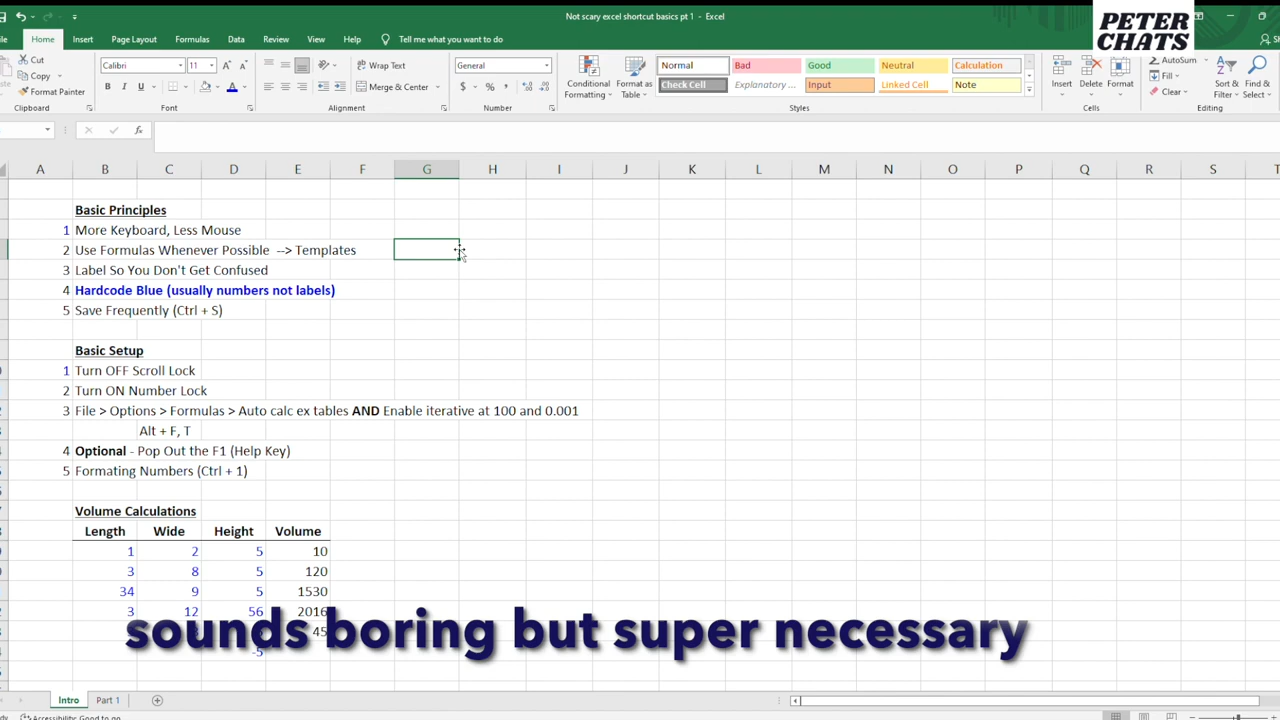 Not scary excel shortcut basics pt 1 - Excel
PETER
CHATS
Home Insert Page Layout Formulas Data Review View Help Tell me what you want to do
Cut
Copy
Format Painter
Clipboard
Calibri 11
B I U
Font
Wrap Text
Merge & Center
Alignment
General
$ % ,
Number
Conditional
Formatting
Format as
Table
Normal Bad Good Neutral Calculation
Check Cell Explanatory ... Input Linked Cell Note
Styles
Insert Delete Format
Cells
AutoSum
Fill
Clear
Sort &
Filter
Find &
Select
Editing
fx
A B C D E F G H I J K L M N O P Q R S T
Basic Principles
1 More Keyboard, Less Mouse
2 Use Formulas Whenever Possible --> Templates
3 Label So You Don't Get Confused
4 Hardcode Blue (usually numbers not labels)
5 Save Frequently (Ctrl + S)
Basic Setup
1 Turn OFF Scroll Lock
2 Turn ON Number Lock
3 File > Options > Formulas > Auto calc ex tables AND Enable iterative at 100 and 0.001
Alt + F, T
4 Optional - Pop Out the F1 (Help Key)
5 Formating Numbers (Ctrl + 1)
Volume Calculations
Length Wide Height Volume
1 2 5 10
3 8 5 120
34 9 5 1530
3 12 56 2016
45
-5
sounds boring but super necessary
Intro Part 1
Accessibility: Good to go